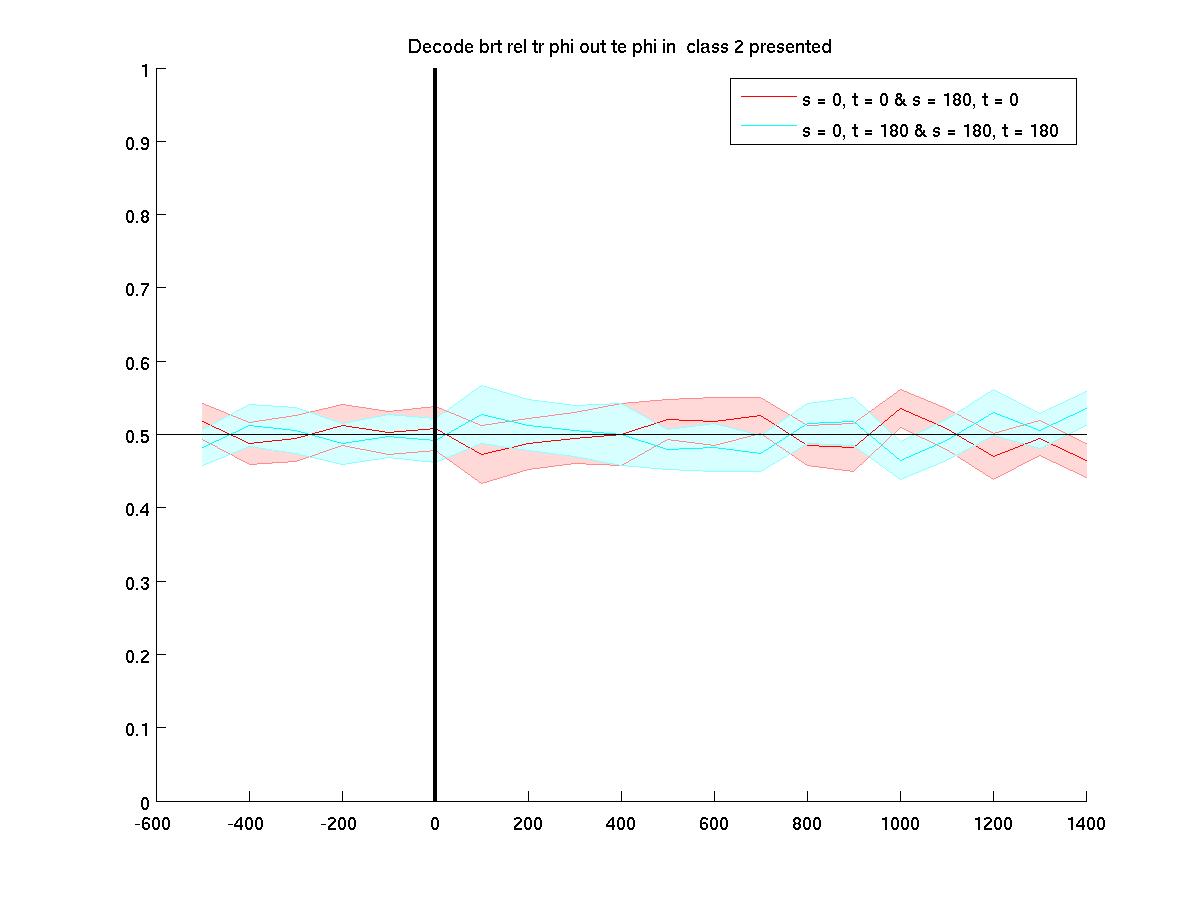 Decode brt rel tr phi out te phi in  class 2 presented
s = 0, t = 0 & s = 180, t = 0
s = 0, t = 180 & s = 180, t = 180
1
0.9
0.8
0.7
0.6
0.5
0.4
0.3
0.2
0.1
0
-600 -400 -200 0 200 400 600 800 1000 1200 1400